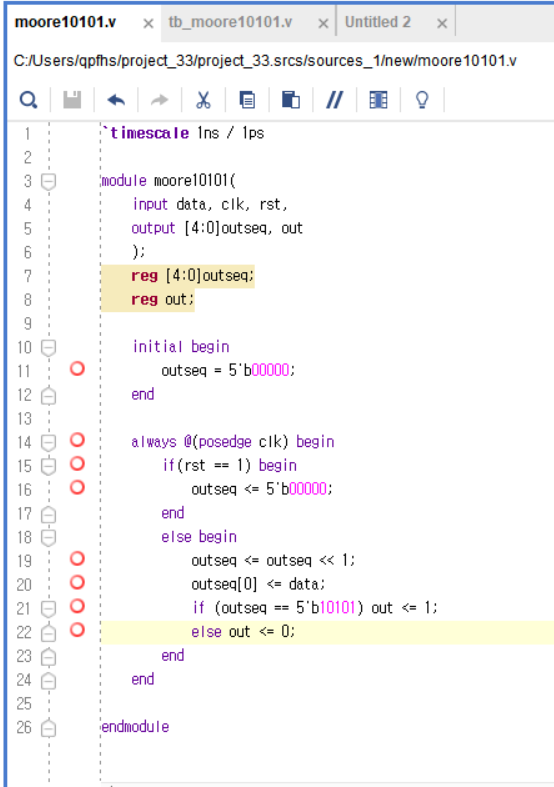 moore10101.v × tb_moore10101.v × Untitled 2 ×
C:/Users/qpfhs/project_33/project_33.srcs/sources_1/new/moore10101.v
1 `timescale 1ns / 1ps
2
3 module moore10101(
4 input data, clk, rst,
5 output [4:0]outseq, out
6 );
7 reg [4:0]outseq;
8 reg out;
9
10 initial begin
11 outseq = 5'b00000;
12 end
13
14 always @(posedge clk) begin
15 if(rst == 1) begin
16 outseq <= 5'b00000;
17 end
18 else begin
19 outseq <= outseq << 1;
20 outseq[0] <= data;
21 if (outseq == 5'b10101) out <= 1;
22 else out <= 0;
23 end
24 end
25
26 endmodule